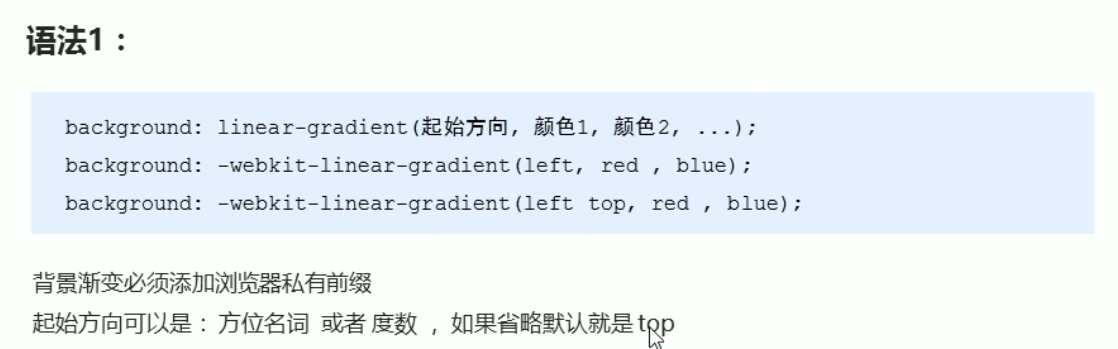 语法1：
background: linear-gradient(起始方向, 颜色1, 颜色2, ...);
background: -webkit-linear-gradient(left, red , blue);
background: -webkit-linear-gradient(left top, red , blue);
背景渐变必须添加浏览器私有前缀
起始方向可以是： 方位名词 或者 度数 ， 如果省略默认就是 top